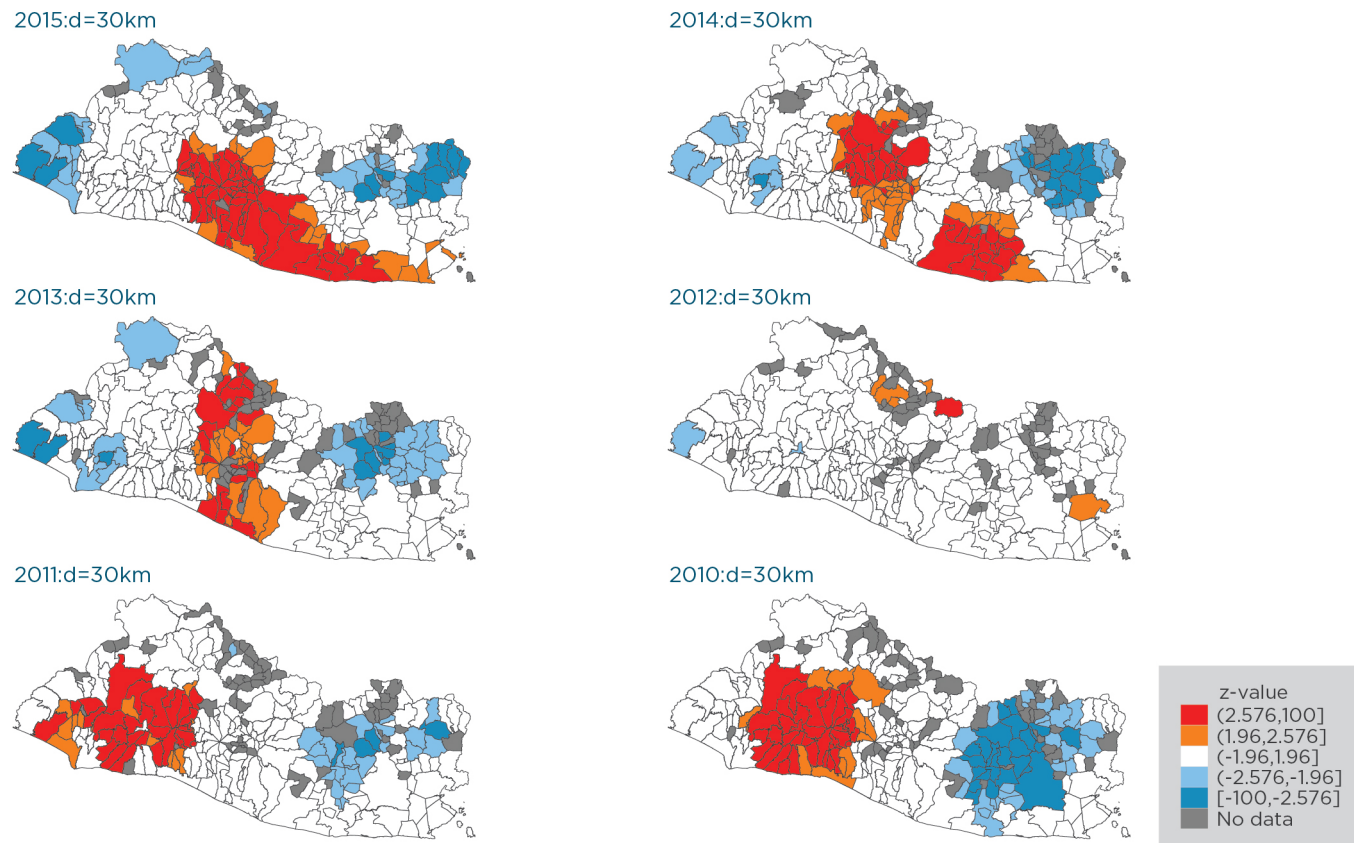 2015:d=30km
2014:d=30km
2013:d=30km
2012:d=30km
2011:d=30km
2010:d=30km
z-value
(2.576,100]
(1.96,2.576]
(-1.96,1.96]
(-2.576,-1.96]
[-100,-2.576]
No data